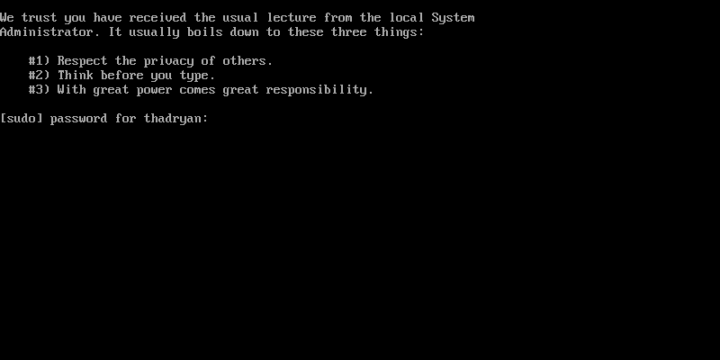 We trust you have received the usual lecture from the local System
Administrator. It usually boils down to these three things:
#1) Respect the privacy of others.
#2) Think before you type.
#3) With great power comes great responsibility.
[sudo] password for thadryan: